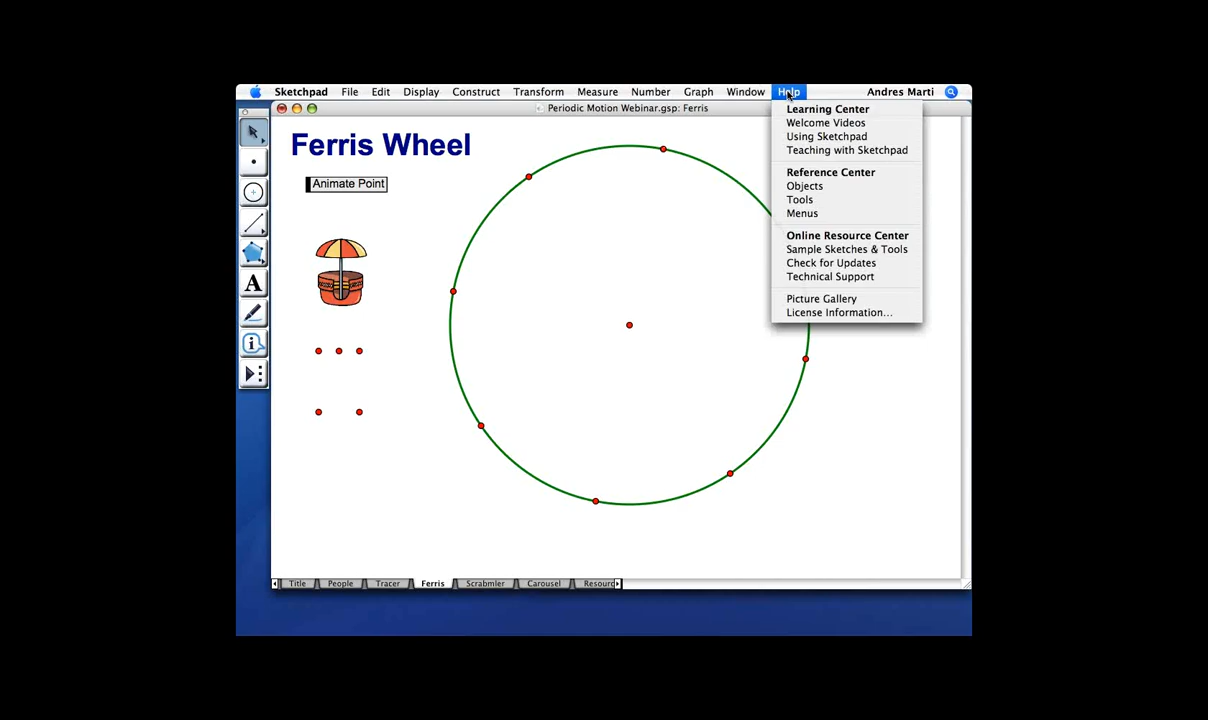 Sketchpad File Edit Display Construct Transform Measure Number Graph Window Help Andres Marti
Periodic Motion Webinar.gsp: Ferris
Learning Center
Welcome Videos
Using Sketchpad
Teaching with Sketchpad
Reference Center
Objects
Tools
Menus
Online Resource Center
Sample Sketches & Tools
Check for Updates
Technical Support
Picture Gallery
License Information...
Ferris Wheel
Animate Point
A
i
Title People Tracer Ferris Scrabmler Carousel Resourc